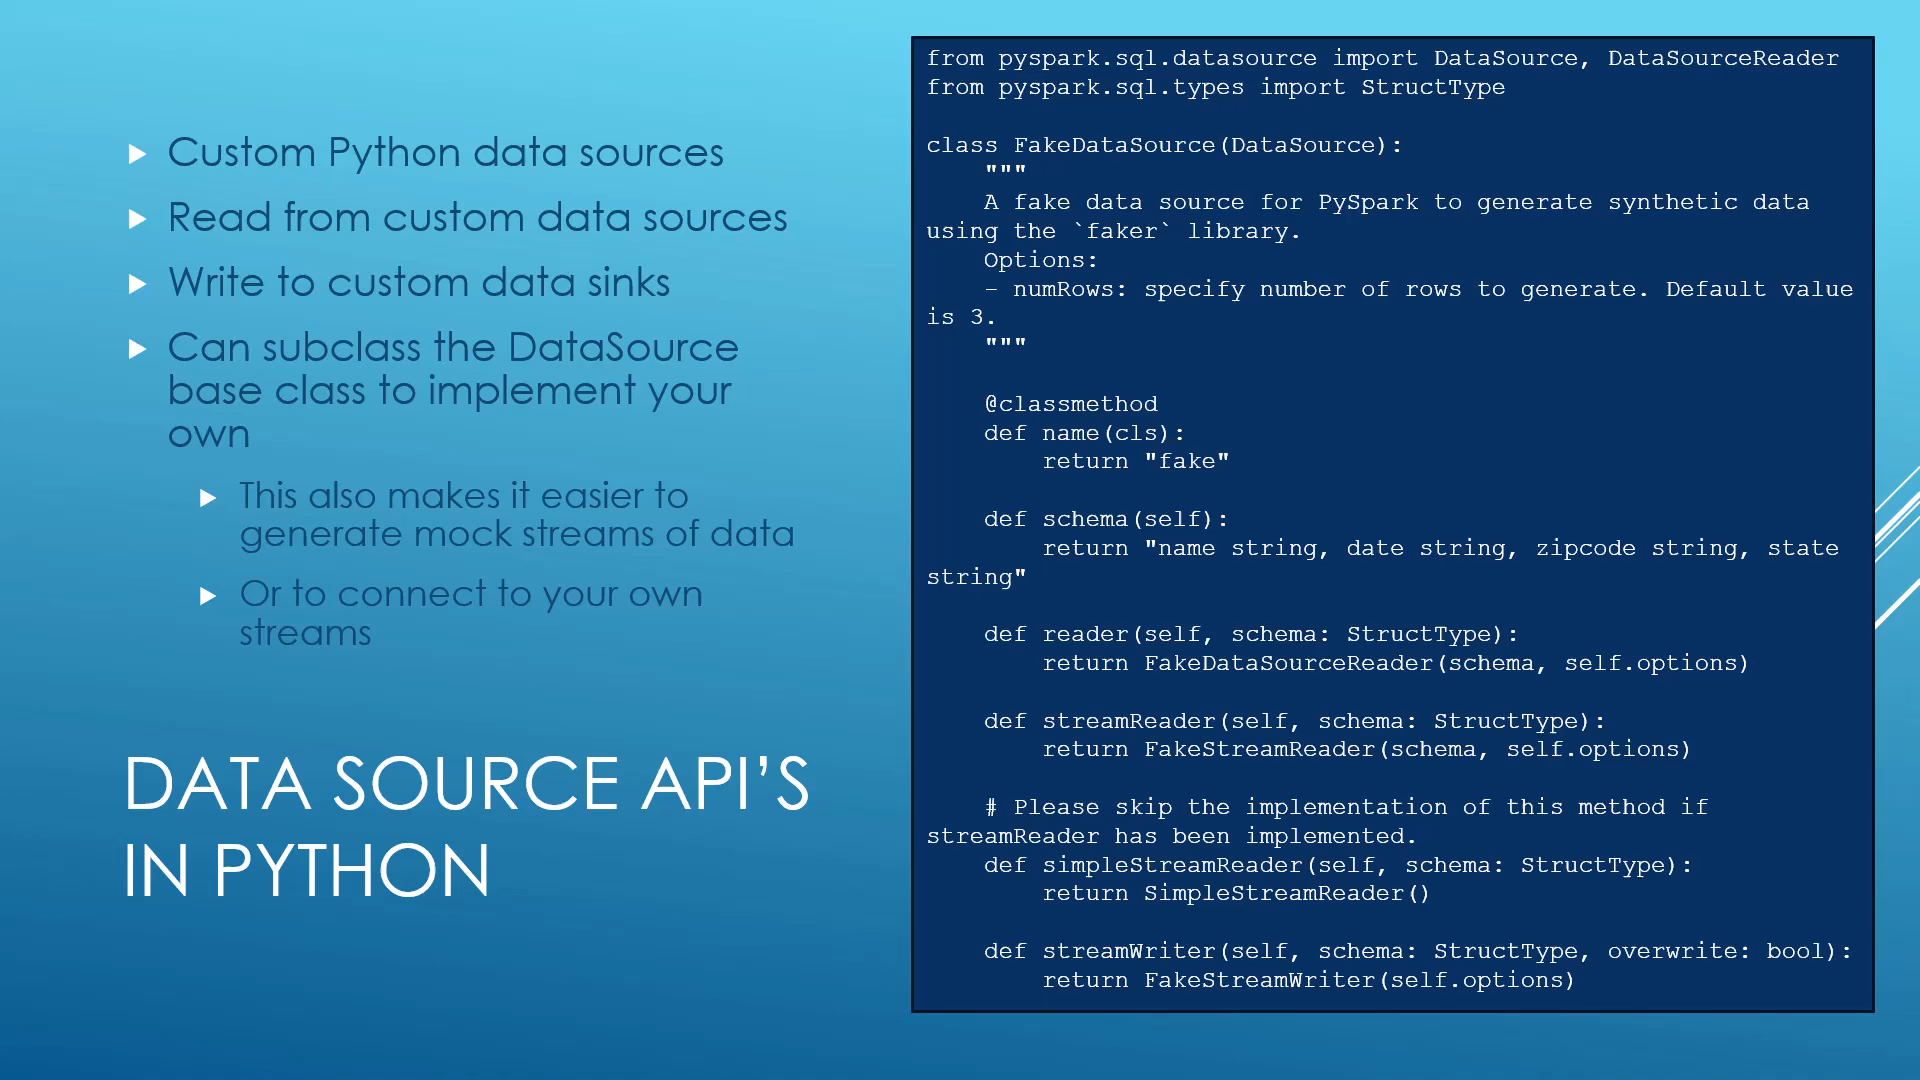 Custom Python data sources
Read from custom data sources
Write to custom data sinks
Can subclass the DataSource
base class to implement your
own
This also makes it easier to
generate mock streams of data
Or to connect to your own
streams
DATA SOURCE API’S
IN PYTHON
from pyspark.sql.datasource import DataSource, DataSourceReader
from pyspark.sql.types import StructType

class FakeDataSource(DataSource):
    """
    A fake data source for PySpark to generate synthetic data
using the `faker` library.
    Options:
    - numRows: specify number of rows to generate. Default value
is 3.
    """

    @classmethod
    def name(cls):
        return "fake"

    def schema(self):
        return "name string, date string, zipcode string, state
string"

    def reader(self, schema: StructType):
        return FakeDataSourceReader(schema, self.options)

    def streamReader(self, schema: StructType):
        return FakeStreamReader(schema, self.options)

    # Please skip the implementation of this method if
streamReader has been implemented.
    def simpleStreamReader(self, schema: StructType):
        return SimpleStreamReader()

    def streamWriter(self, schema: StructType, overwrite: bool):
        return FakeStreamWriter(self.options)